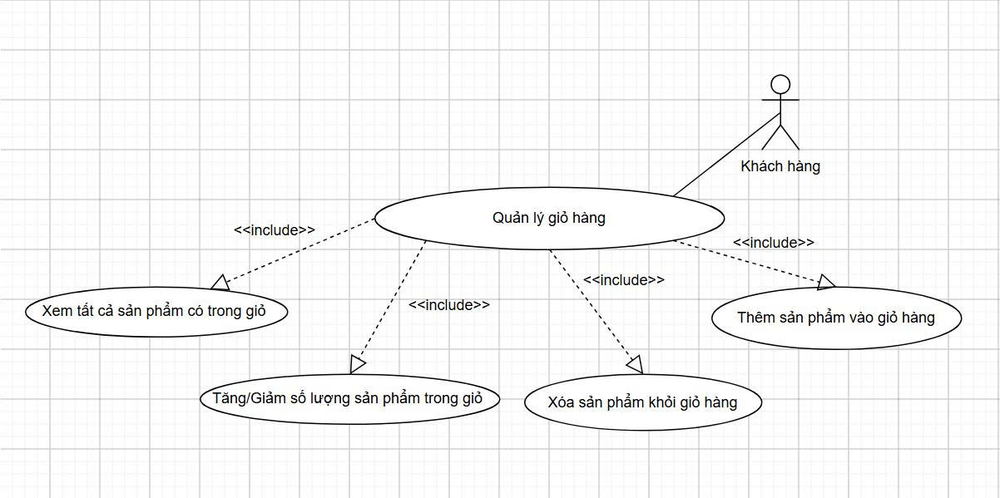 Khách hàng
Quản lý giỏ hàng
<<include>>
<<include>>
<<include>>
<<include>>
Xem tất cả sản phẩm có trong giỏ
Thêm sản phẩm vào giỏ hàng
Tăng/Giảm số lượng sản phẩm trong giỏ
Xóa sản phẩm khỏi giỏ hàng